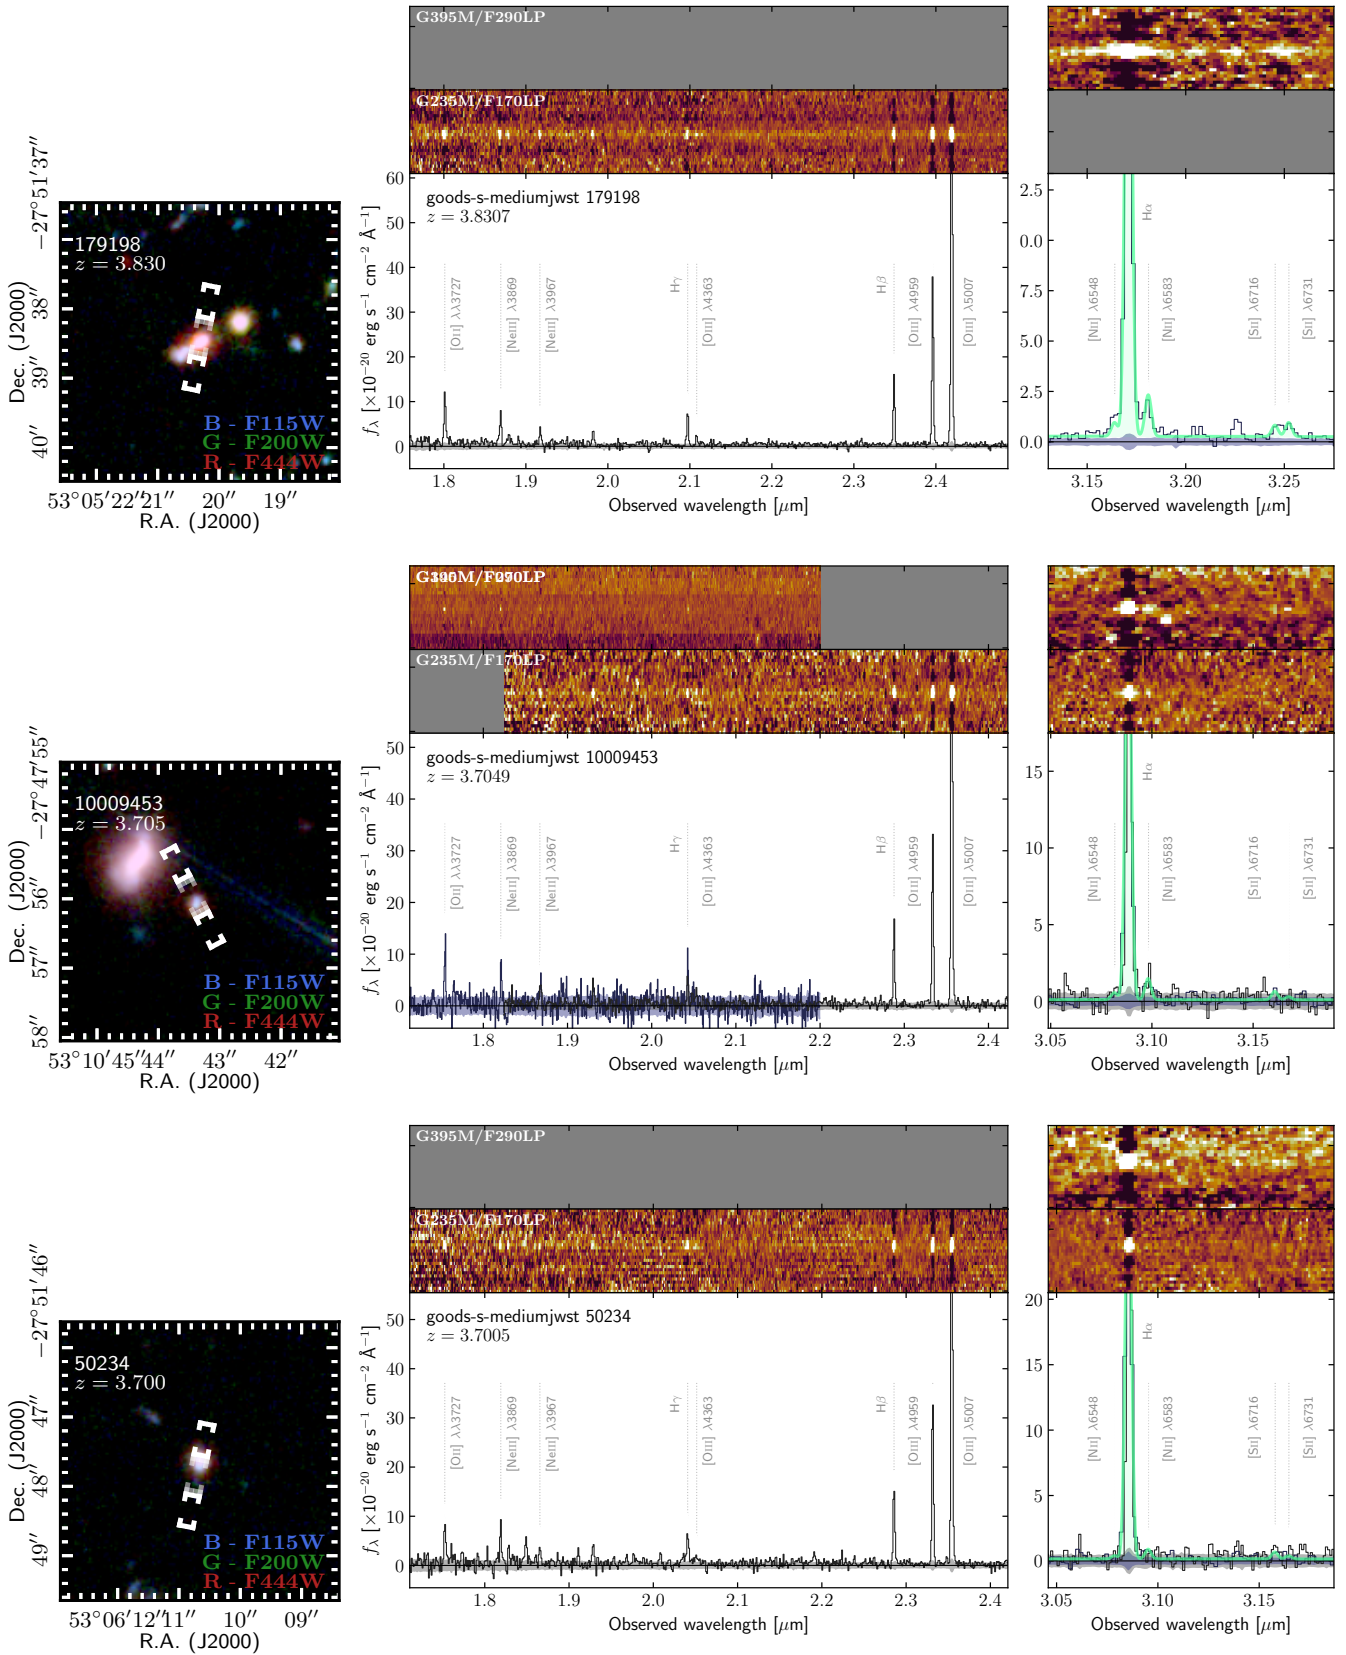 G395M/F290LP
G235M/F170LP
goods-s-mediumjwst 179198
z = 3.8307
179198
z = 3.830
B - F115W
G - F200W
R - F444W
Dec. (J2000)
−27°51′37″
38″
39″
40″
53°05′22″
21″
20″
19″
R.A. (J2000)
fλ [×10−20 erg s−1 cm−2 Å−1]
60
50
40
30
20
10
0
[OII] λλ3727
[NeIII] λ3869
[NeIII] λ3967
Hγ
[OIII] λ4363
Hβ
[OIII] λ4959
[OIII] λ5007
1.8
1.9
2.0
2.1
2.2
2.3
2.4
Observed wavelength [μm]
2.5
0.0
7.5
5.0
2.5
0.0
[NII] λ6548
Hα
[NII] λ6583
[SII] λ6716
[SII] λ6731
3.15
3.20
3.25
Observed wavelength [μm]
G235M/F170LP
goods-s-mediumjwst 10009453
z = 3.7049
10009453
z = 3.705
B - F115W
G - F200W
R - F444W
Dec. (J2000)
−27°47′55″
56″
57″
58″
53°10′45″
44″
43″
42″
R.A. (J2000)
fλ [×10−20 erg s−1 cm−2 Å−1]
50
40
30
20
10
0
[OII] λλ3727
[NeIII] λ3869
[NeIII] λ3967
Hγ
[OIII] λ4363
Hβ
[OIII] λ4959
[OIII] λ5007
1.8
1.9
2.0
2.1
2.2
2.3
2.4
Observed wavelength [μm]
15
10
5
0
[NII] λ6548
Hα
[NII] λ6583
[SII] λ6716
[SII] λ6731
3.05
3.10
3.15
Observed wavelength [μm]
G395M/F290LP
G235M/F170LP
goods-s-mediumjwst 50234
z = 3.7005
50234
z = 3.700
B - F115W
G - F200W
R - F444W
Dec. (J2000)
−27°51′46″
47″
48″
49″
53°06′12″
11″
10″
09″
R.A. (J2000)
fλ [×10−20 erg s−1 cm−2 Å−1]
50
40
30
20
10
0
[OII] λλ3727
[NeIII] λ3869
[NeIII] λ3967
Hγ
[OIII] λ4363
Hβ
[OIII] λ4959
[OIII] λ5007
1.8
1.9
2.0
2.1
2.2
2.3
2.4
Observed wavelength [μm]
20
15
10
5
0
[NII] λ6548
Hα
[NII] λ6583
[SII] λ6716
[SII] λ6731
3.05
3.10
3.15
Observed wavelength [μm]